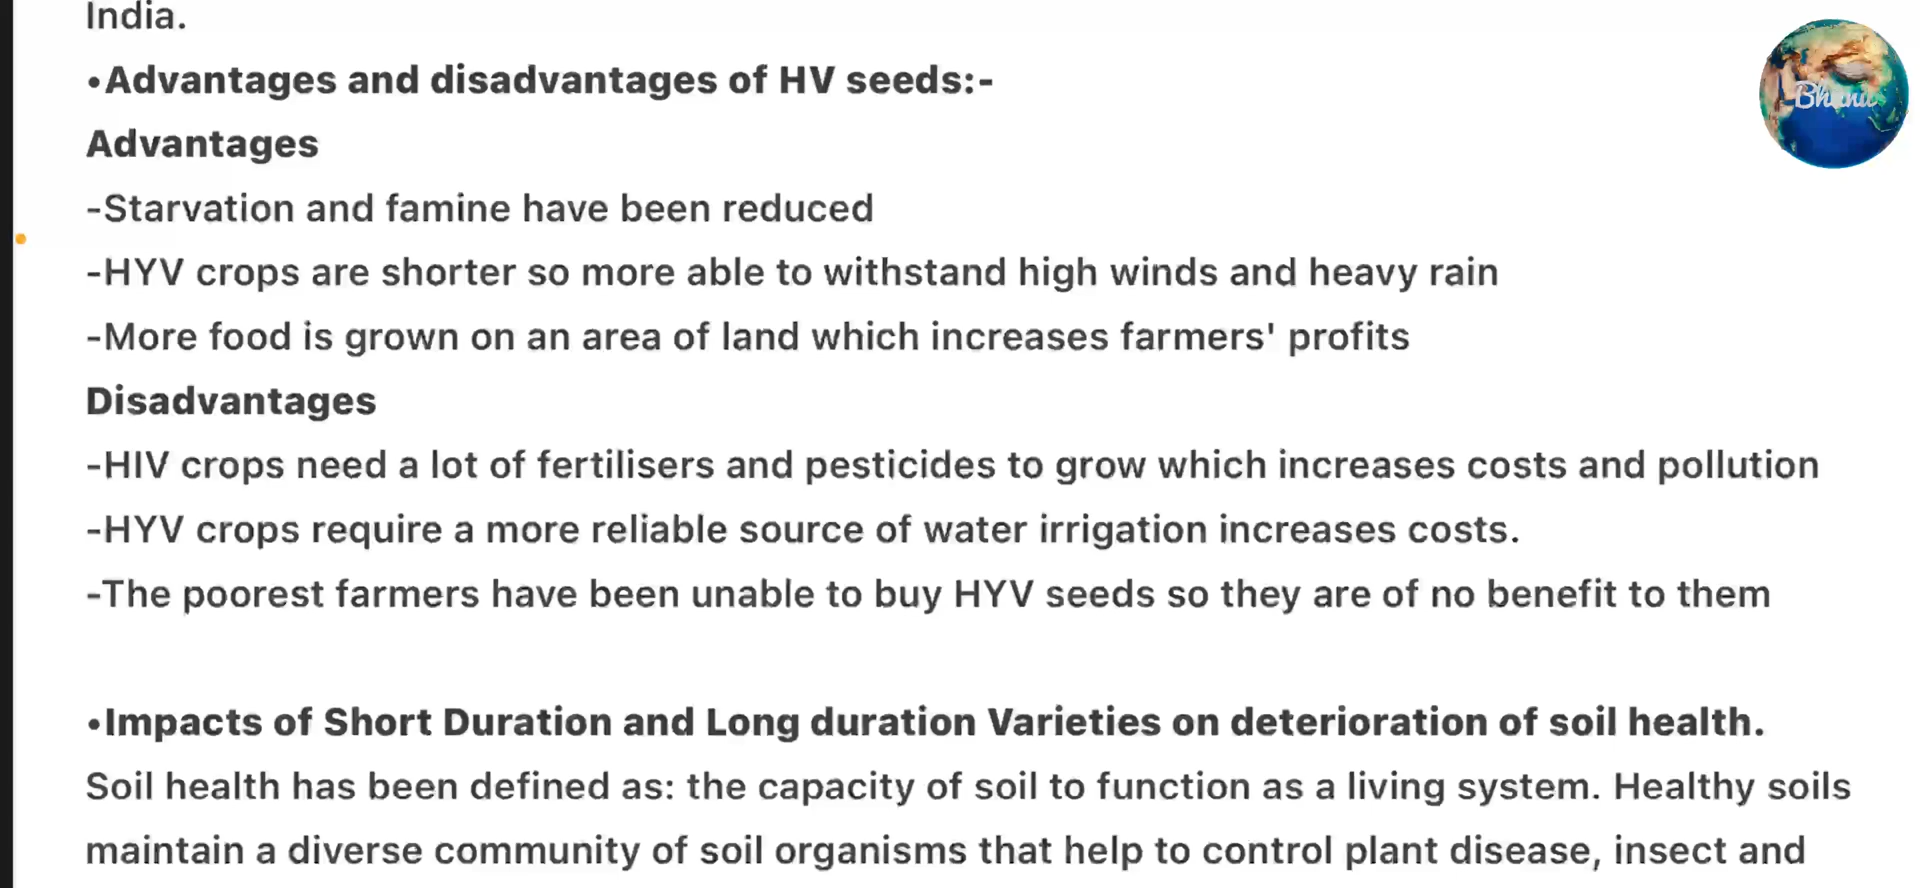 India.
•Advantages and disadvantages of HV seeds:-
Advantages
-Starvation and famine have been reduced
-HYV crops are shorter so more able to withstand high winds and heavy rain
-More food is grown on an area of land which increases farmers' profits
Disadvantages
-HIV crops need a lot of fertilisers and pesticides to grow which increases costs and pollution
-HYV crops require a more reliable source of water irrigation increases costs.
-The poorest farmers have been unable to buy HYV seeds so they are of no benefit to them
•Impacts of Short Duration and Long duration Varieties on deterioration of soil health.
Soil health has been defined as: the capacity of soil to function as a living system. Healthy soils
maintain a diverse community of soil organisms that help to control plant disease, insect and